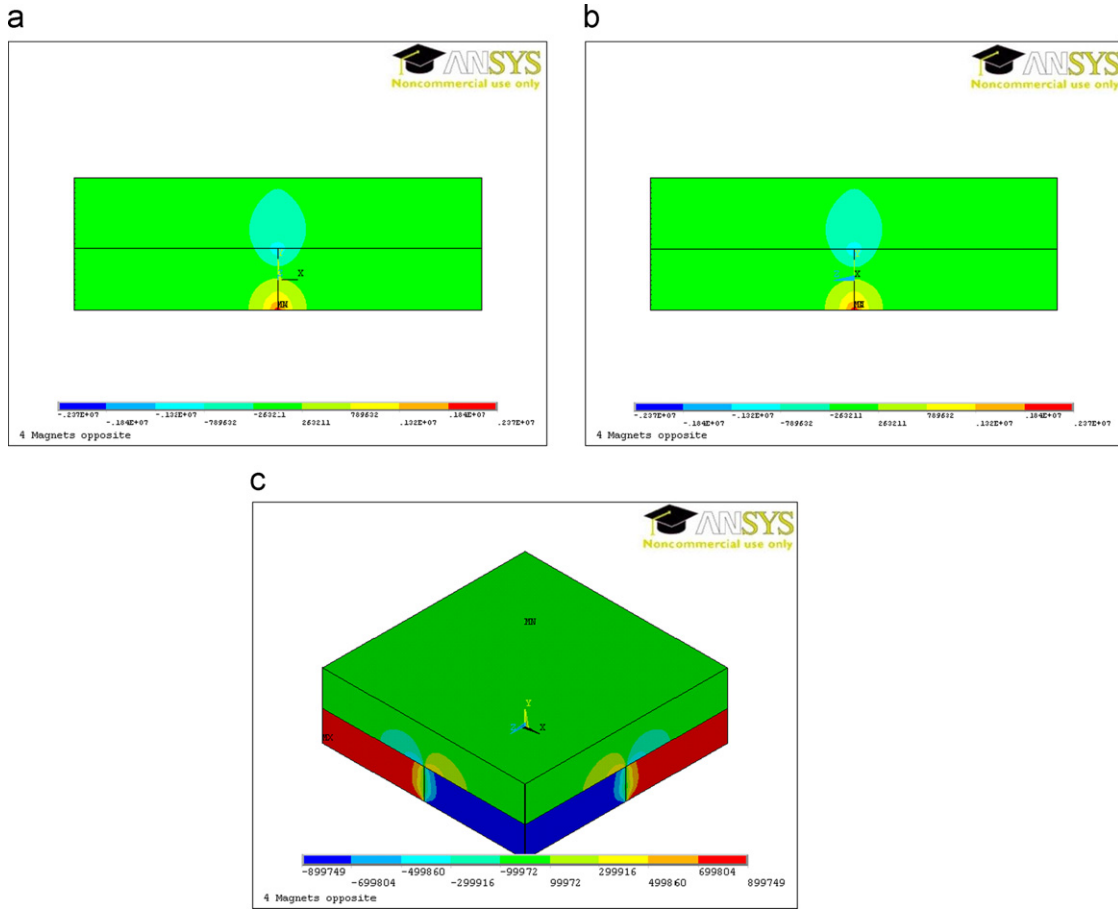 a
ANSYS
Noncommercial use only
X
MN
-.237E+07 -.132E+07 -263211 789632 .184E+07
-.184E+07 -789632 263211 .132E+07 .237E+07
4 Magnets opposite
b
ANSYS
Noncommercial use only
X
-.237E+07 -.132E+07 -263211 789632 .184E+07
-.184E+07 -789632 263211 .132E+07 .237E+07
4 Magnets opposite
c
ANSYS
Noncommercial use only
MN
Y
X
MX
-899749 -499860 -99972 299916 699804
-699804 -299916 99972 499860 899749
4 Magnets opposite